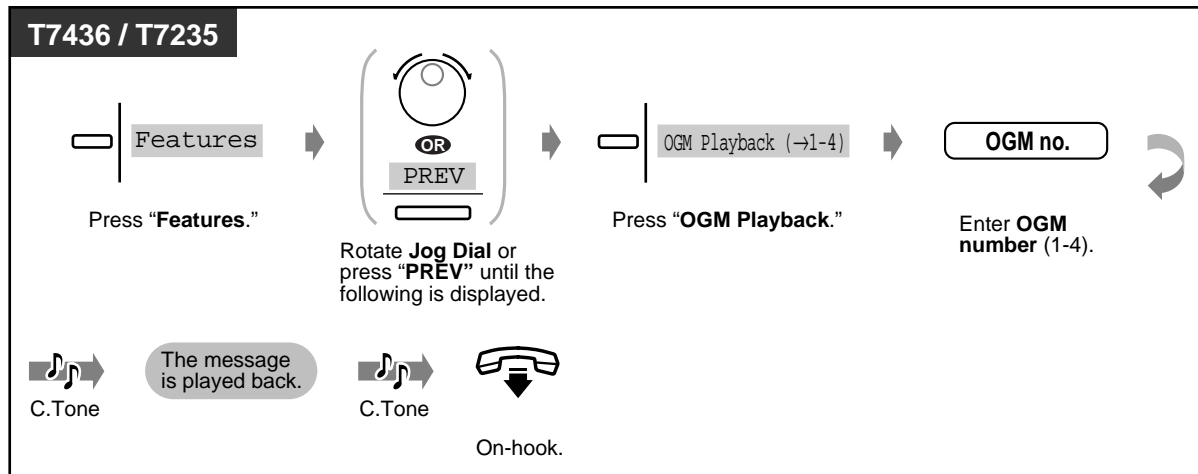 T7436 / T7235
Features
Press “Features.”
OR
PREV
Rotate Jog Dial or
press “PREV” until the
following is displayed.
OGM Playback (→1-4)
Press “OGM Playback.”
OGM no.
Enter OGM
number (1-4).
C.Tone
The message
is played back.
C.Tone
On-hook.